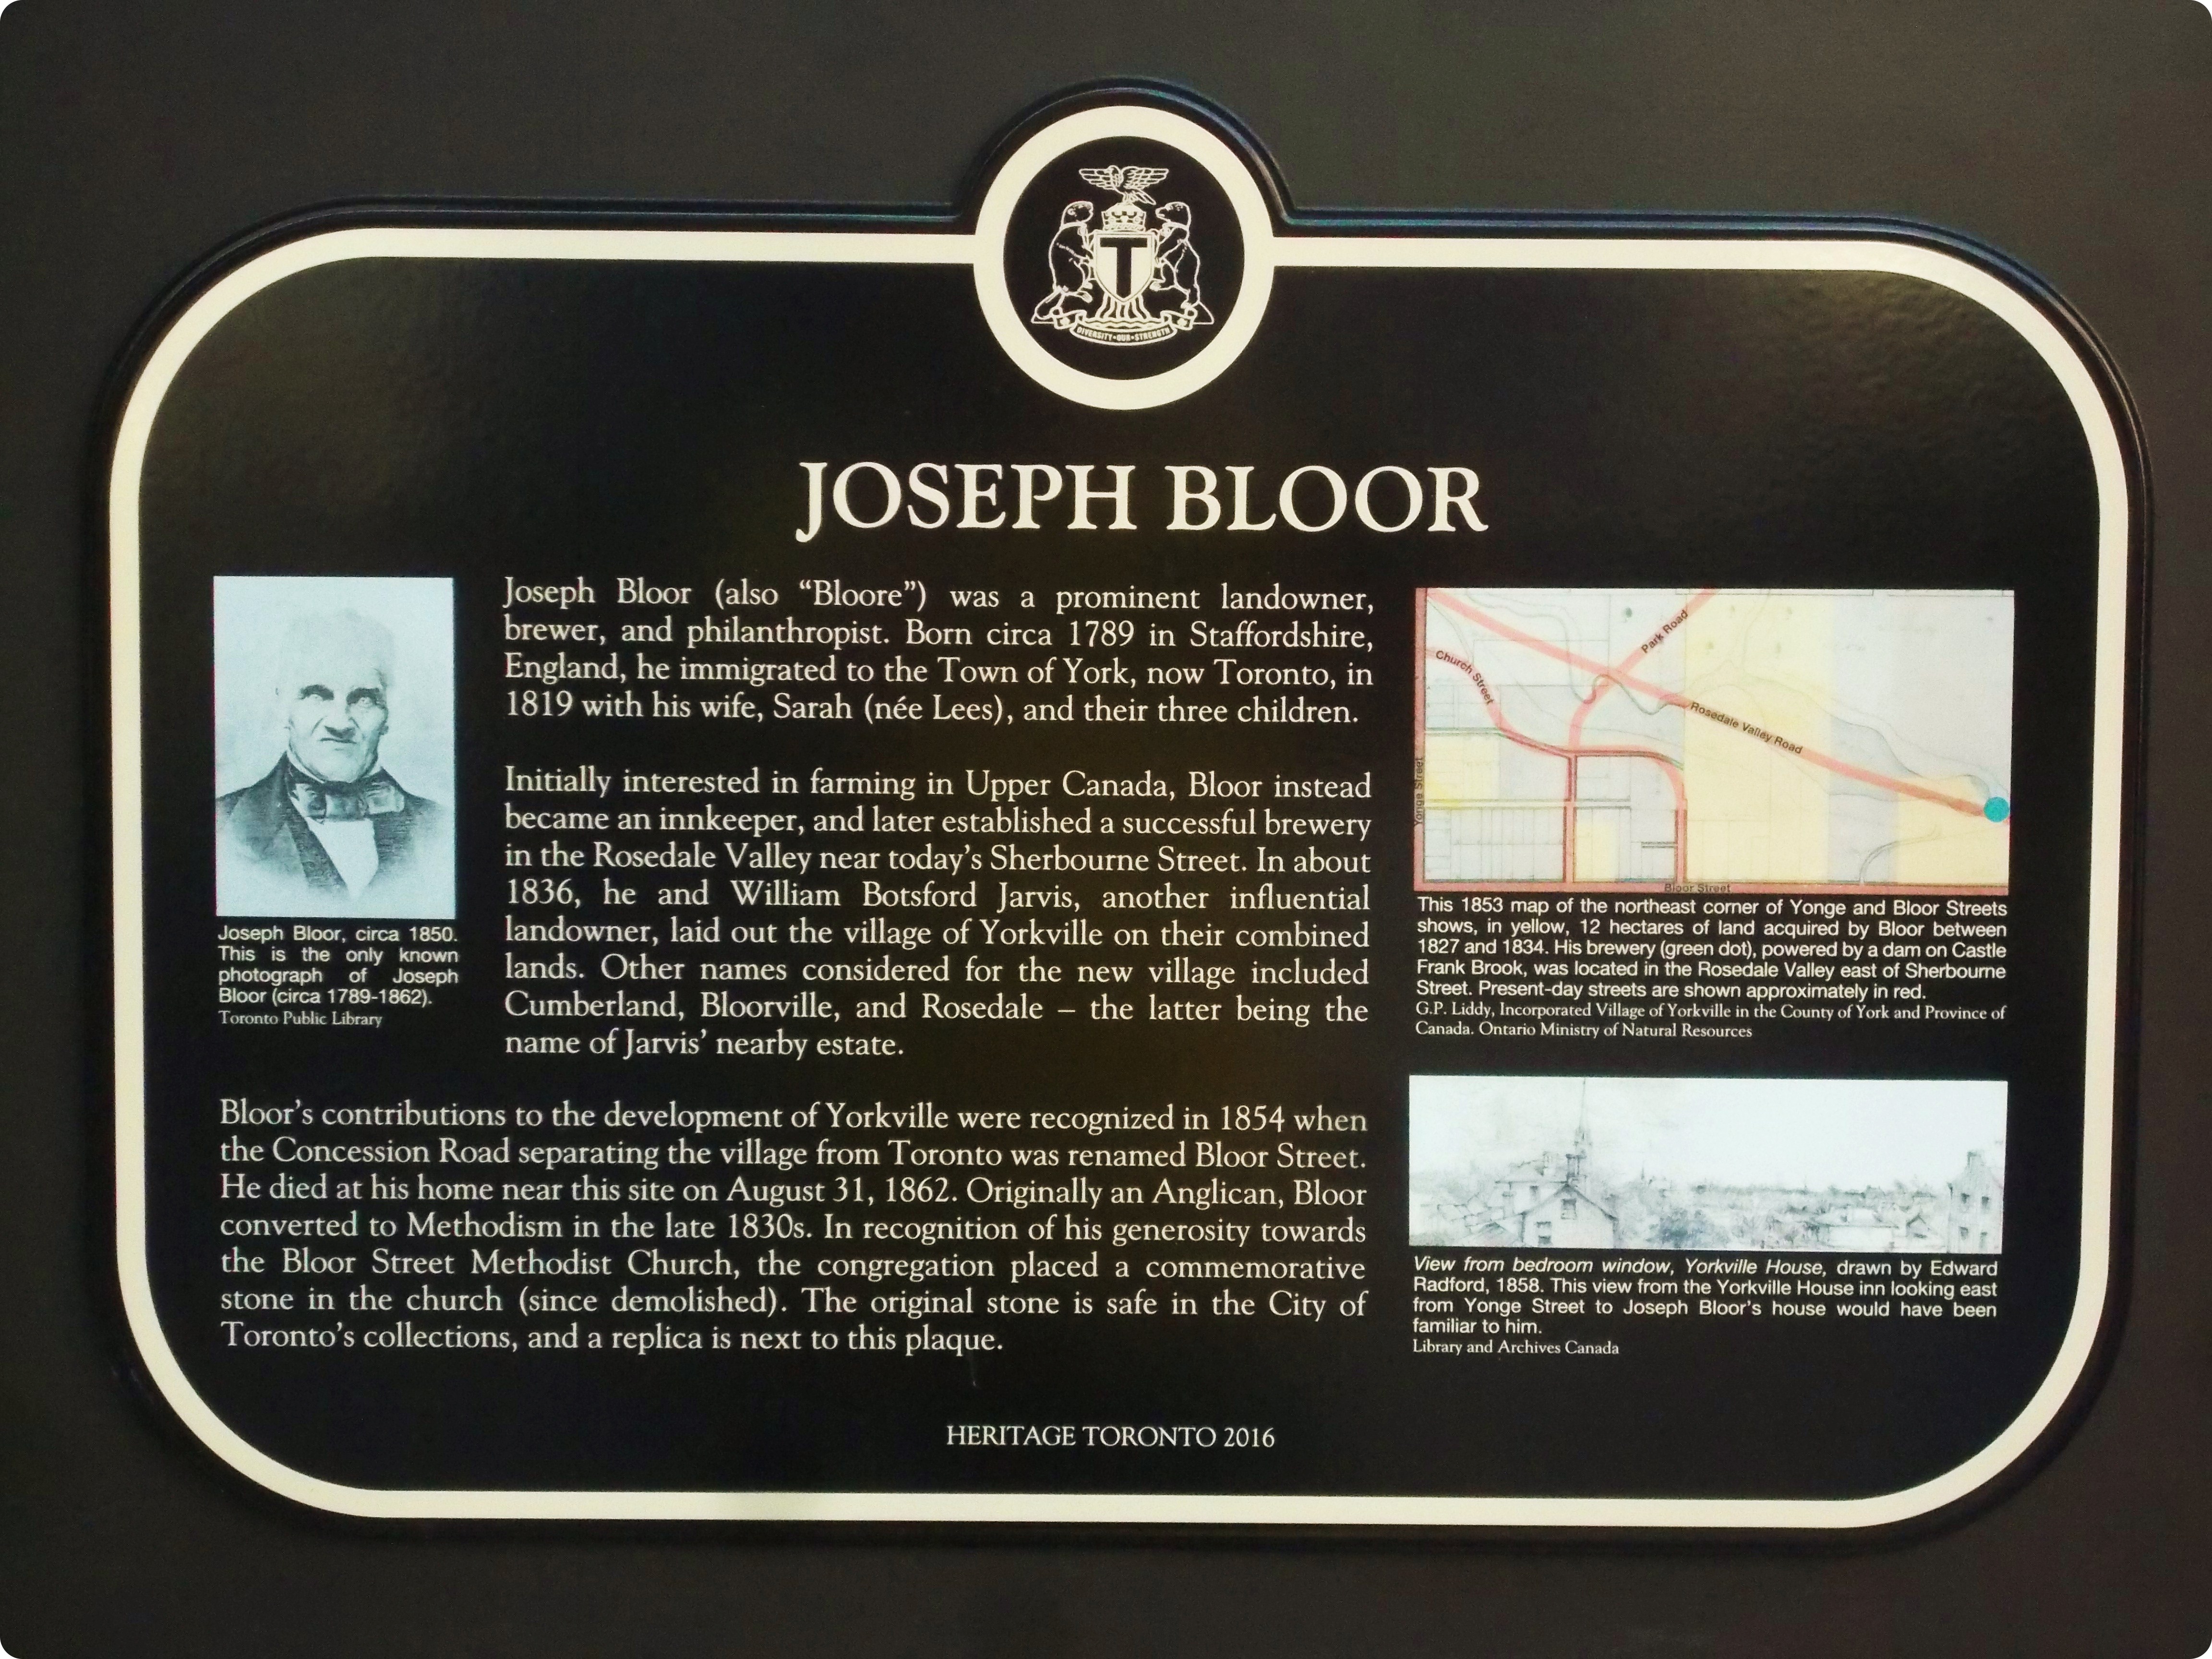 DIVERSITY•OUR•STRENGTH
JOSEPH BLOOR
Joseph Bloor (also “Bloore”) was a prominent landowner,
brewer, and philanthropist. Born circa 1789 in Staffordshire,
England, he immigrated to the Town of York, now Toronto, in
1819 with his wife, Sarah (née Lees), and their three children.
Initially interested in farming in Upper Canada, Bloor instead
became an innkeeper, and later established a successful brewery
in the Rosedale Valley near today’s Sherbourne Street. In about
1836, he and William Botsford Jarvis, another influential
landowner, laid out the village of Yorkville on their combined
lands. Other names considered for the new village included
Cumberland, Bloorville, and Rosedale – the latter being the
name of Jarvis’ nearby estate.
Bloor’s contributions to the development of Yorkville were recognized in 1854 when
the Concession Road separating the village from Toronto was renamed Bloor Street.
He died at his home near this site on August 31, 1862. Originally an Anglican, Bloor
converted to Methodism in the late 1830s. In recognition of his generosity towards
the Bloor Street Methodist Church, the congregation placed a commemorative
stone in the church (since demolished). The original stone is safe in the City of
Toronto’s collections, and a replica is next to this plaque.
Joseph Bloor, circa 1850.
This is the only known
photograph of Joseph
Bloor (circa 1789-1862).
Toronto Public Library
Church Street
Park Road
Rosedale Valley Road
Yonge Street
Bloor Street
This 1853 map of the northeast corner of Yonge and Bloor Streets
shows, in yellow, 12 hectares of land acquired by Bloor between
1827 and 1834. His brewery (green dot), powered by a dam on Castle
Frank Brook, was located in the Rosedale Valley east of Sherbourne
Street. Present-day streets are shown approximately in red.
G.P. Liddy, Incorporated Village of Yorkville in the County of York and Province of
Canada. Ontario Ministry of Natural Resources
View from bedroom window, Yorkville House, drawn by Edward
Radford, 1858. This view from the Yorkville House inn looking east
from Yonge Street to Joseph Bloor’s house would have been
familiar to him.
Library and Archives Canada
HERITAGE TORONTO 2016